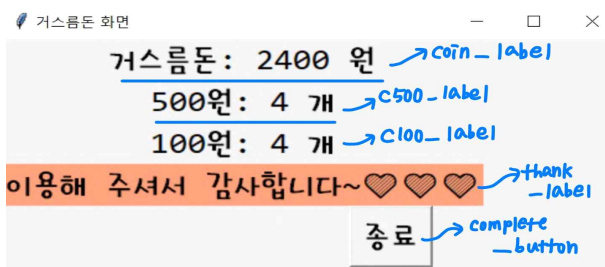 거스름돈 화면
거스름돈: 2400 원 coin_label
500원: 4 개 C500_label
100원: 4 개 C100_label
이용해 주셔서 감사합니다~♡♡♡ thank_label
종료 complete_button